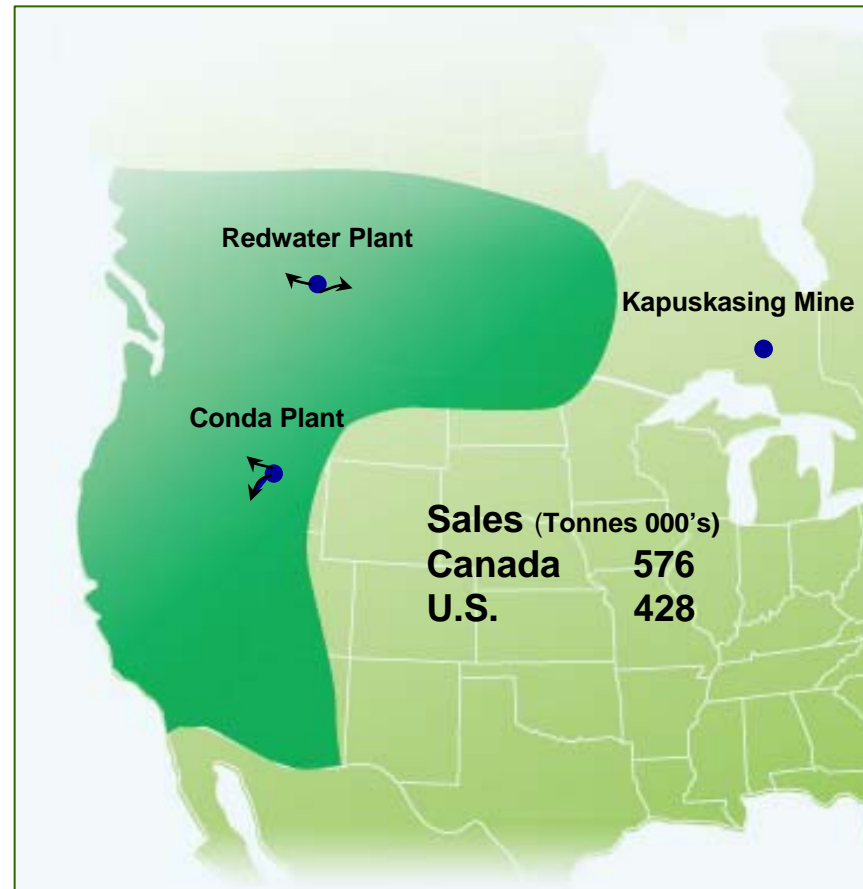 Redwater Plant
Kapuskasing Mine
Conda Plant
Sales (Tonnes 000’s)
Canada 576
U.S. 428